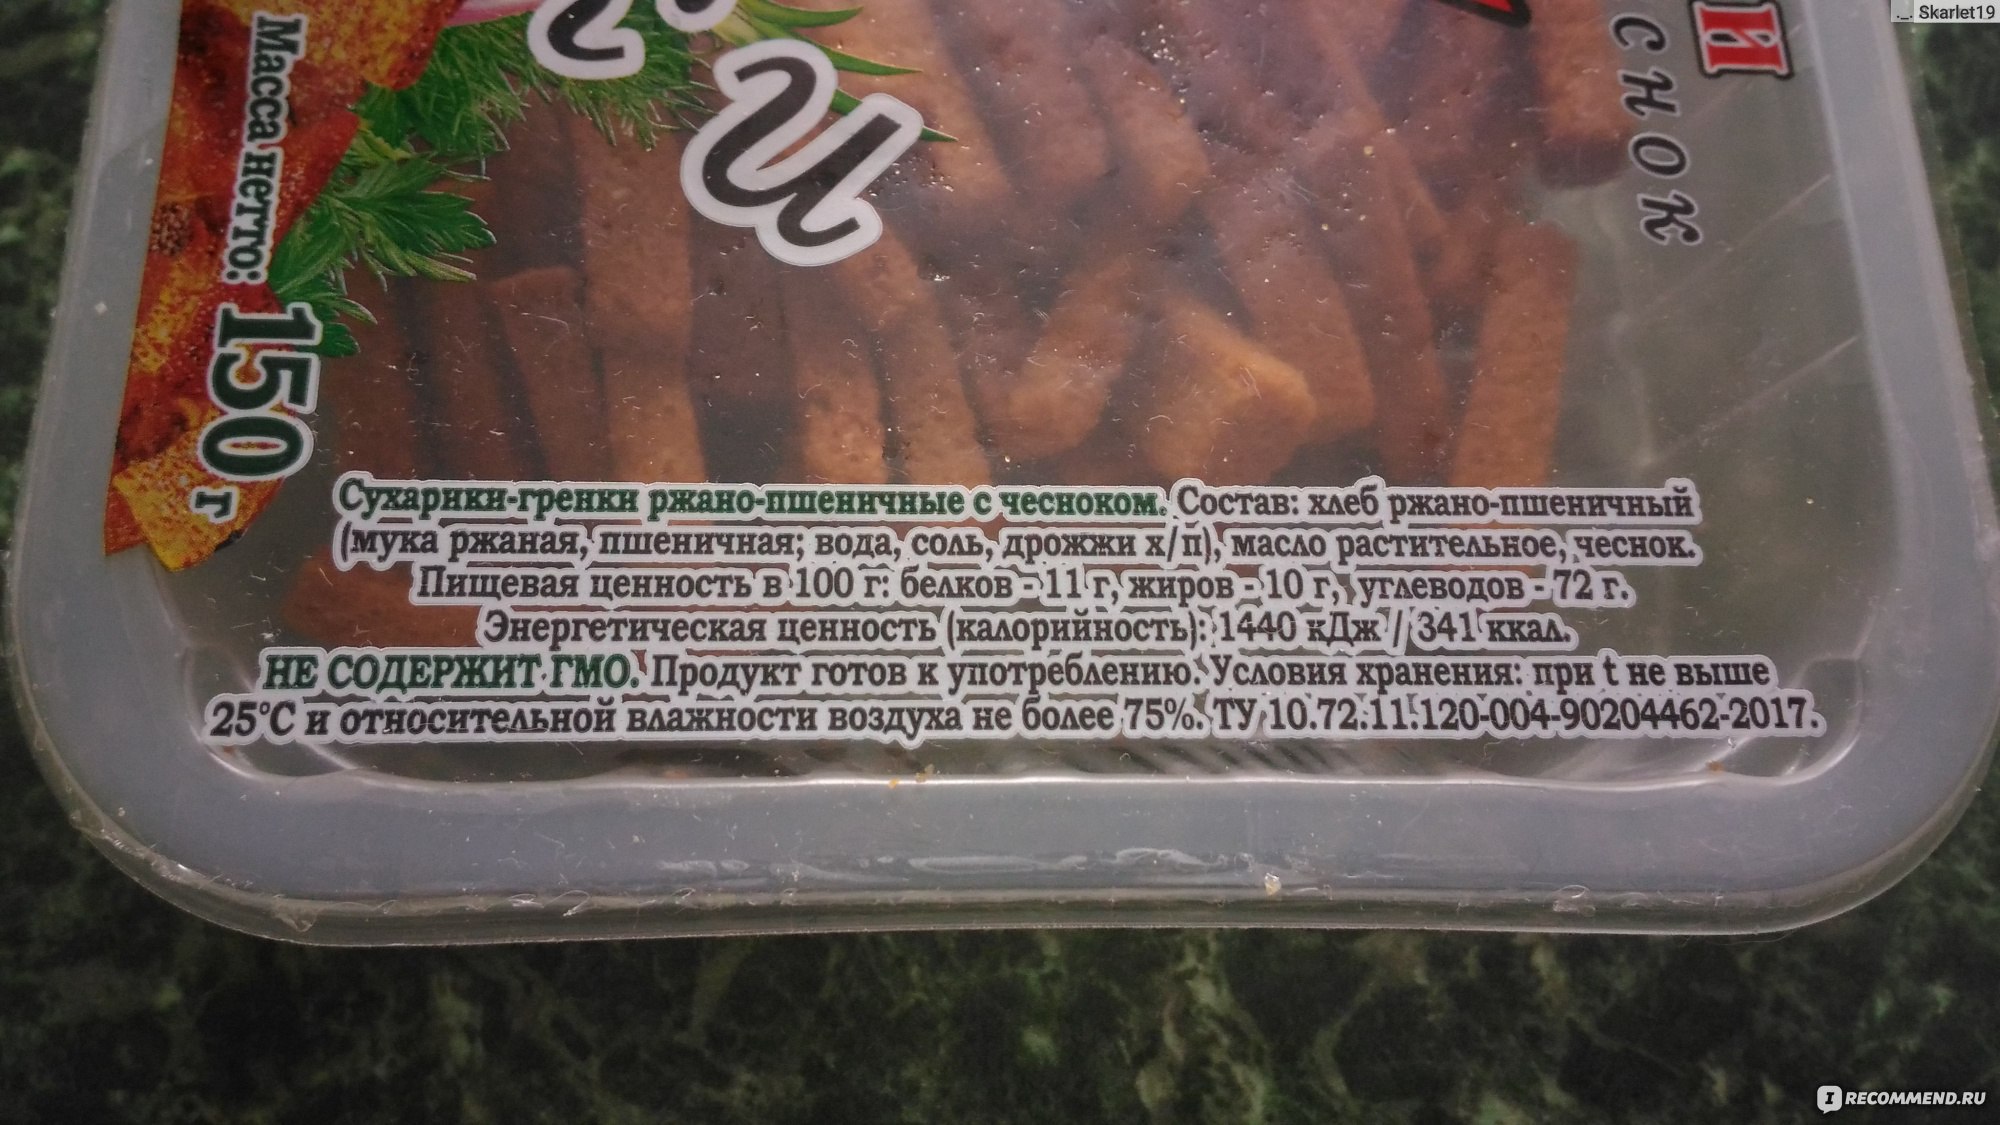 ._. Skarlet19
и
снок
й
и
Масса нетто: 150 г
Сухарики-гренки ржано-пшеничные с чесноком. Состав: хлеб ржано-пшеничный
(мука ржаная, пшеничная; вода, соль, дрожжи х/п), масло растительное, чеснок.
Пищевая ценность в 100 г: белков - 11 г, жиров - 10 г, углеводов - 72 г.
Энергетическая ценность (калорийность): 1440 кДж / 341 ккал.
НЕ СОДЕРЖИТ ГМО. Продукт готов к употреблению. Условия хранения: при t не выше
25°С и относительной влажности воздуха не более 75%. ТУ 10.72.11.120-004-90204462-2017.
IRECOMMEND.RU